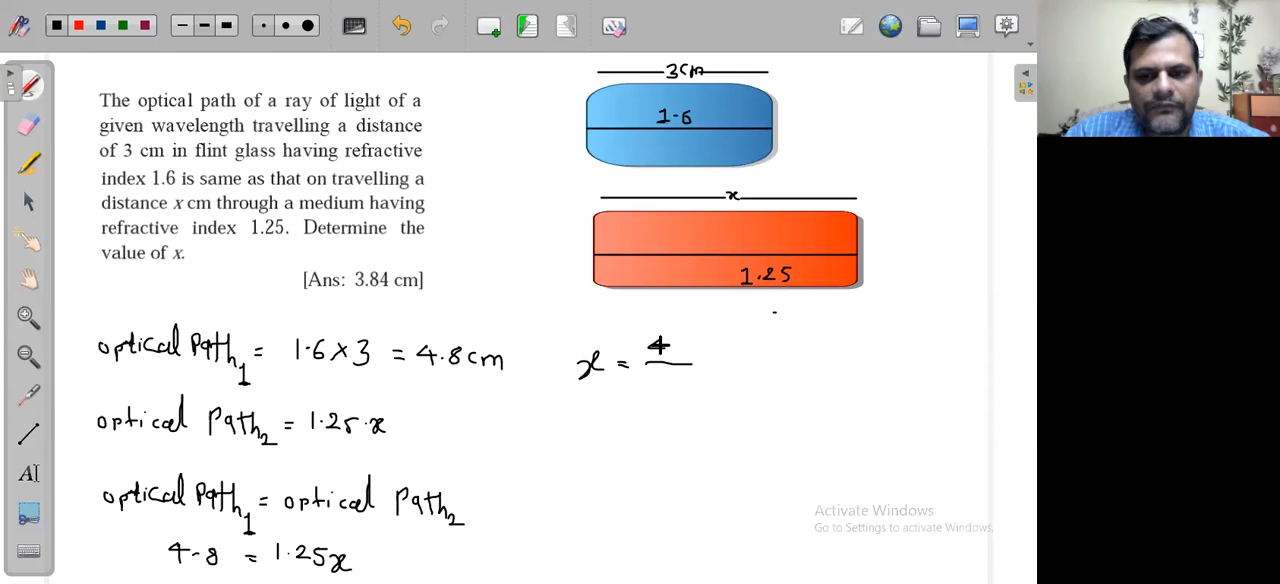 3cm
The optical path of a ray of light of a
given wavelength travelling a distance
of 3 cm in flint glass having refractive
index 1.6 is same as that on travelling a
distance x cm through a medium having
refractive index 1.25. Determine the
value of x.
[Ans: 3.84 cm]
1.6
x
1.25
optical Path₁ = 1.6 × 3 = 4.8 cm
optical Path₂ = 1.25.x
optical Path₁ = optical Path₂
4.8 = 1.25x
x = 4
Activate Windows
Go to Settings to activate Windows.
A